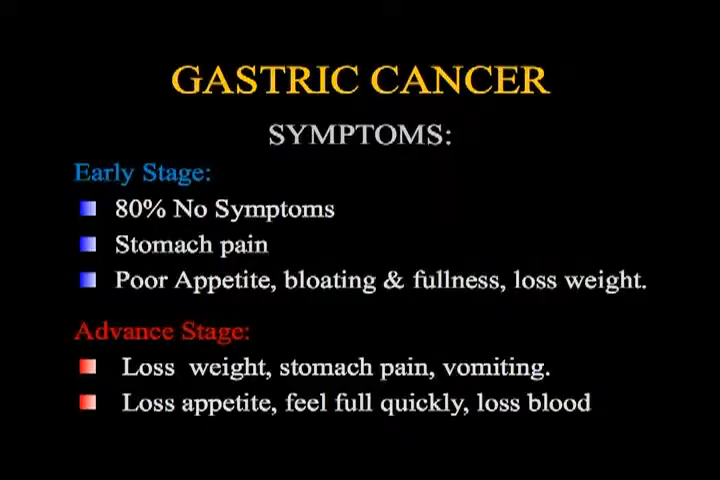 GASTRIC CANCER
SYMPTOMS:
Early Stage:
80% No Symptoms
Stomach pain
Poor Appetite, bloating & fullness, loss weight.
Advance Stage:
Loss weight, stomach pain, vomiting.
Loss appetite, feel full quickly, loss blood